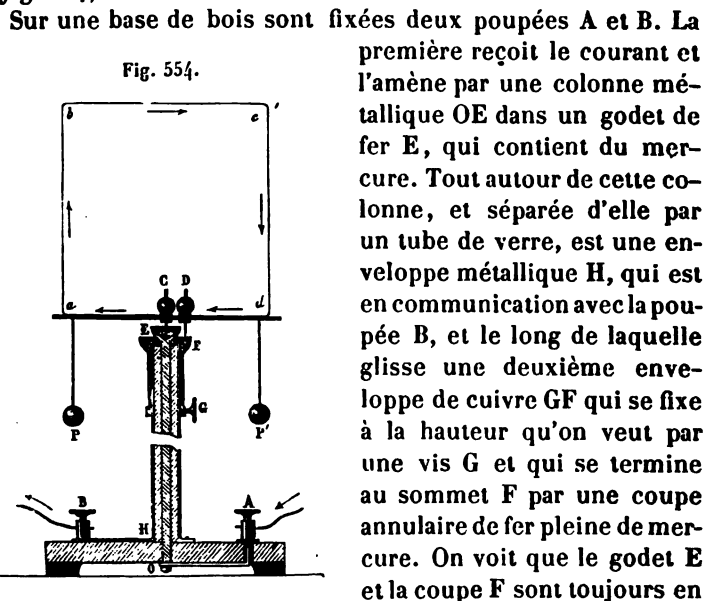 Sur une base de bois sont fixées deux poupées A et B. La
première reçoit le courant et
l'amène par une colonne mé-
tallique OE dans un godet de
fer E, qui contient du mer-
cure. Tout autour de cette co-
lonne, et séparée d'elle par
un tube de verre, est une en-
veloppe métallique H, qui est
en communication avec la pou-
pée B, et le long de laquelle
glisse une deuxième enve-
loppe de cuivre GF qui se fixe
à la hauteur qu'on veut par
une vis G et qui se termine
au sommet F par une coupe
annulaire de fer pleine de mer-
cure. On voit que le godet E
et la coupe F sont toujours en
Fig. 554.
b
c
a
d
C D
E
F
G
P
P'
B
A
H
O